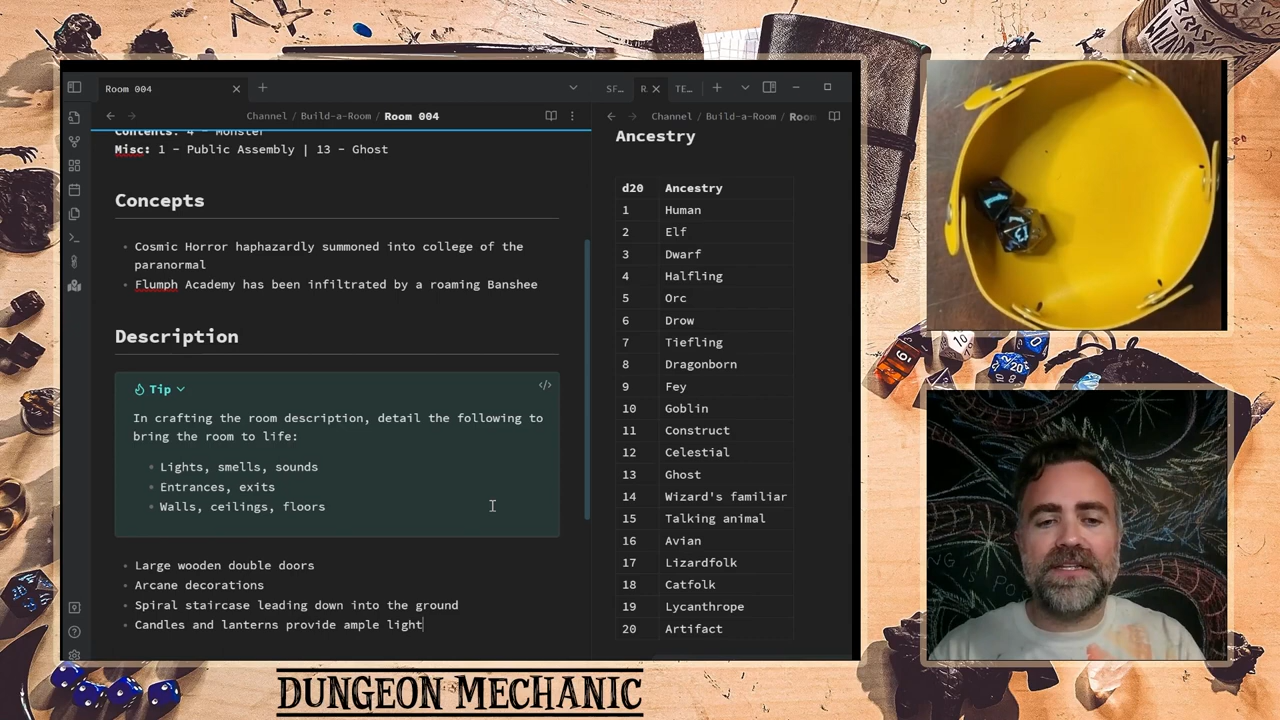 Room 004
Channel / Build-a-Room / Room 004
Contents: 4 - Monster
Misc: 1 - Public Assembly | 13 - Ghost
Concepts
Cosmic Horror haphazardly summoned into college of the
paranormal
Flumph Academy has been infiltrated by a roaming Banshee
Description
Tip
In crafting the room description, detail the following to
bring the room to life:
Lights, smells, sounds
Entrances, exits
Walls, ceilings, floors
Large wooden double doors
Arcane decorations
Spiral staircase leading down into the ground
Candles and lanterns provide ample light
SF...
R.
TE...
Channel / Build-a-Room / Roo
Ancestry
d20 Ancestry
1 Human
2 Elf
3 Dwarf
4 Halfling
5 Orc
6 Drow
7 Tiefling
8 Dragonborn
9 Fey
10 Goblin
11 Construct
12 Celestial
13 Ghost
14 Wizard's familiar
15 Talking animal
16 Avian
17 Lizardfolk
18 Catfolk
19 Lycanthrope
20 Artifact
DUNGEON MECHANIC